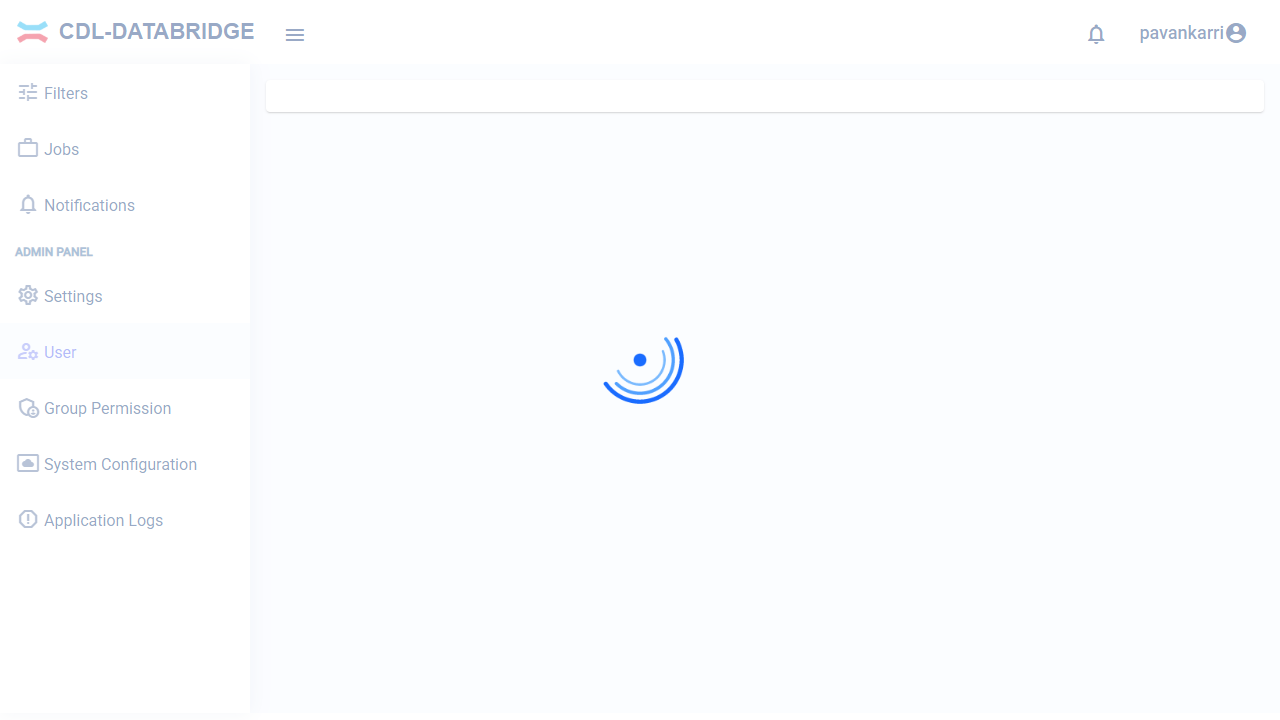 CDL-DATABRIDGE
pavankarri
Filters
Jobs
Notifications
ADMIN PANEL
Settings
User
Group Permission
System Configuration
Application Logs